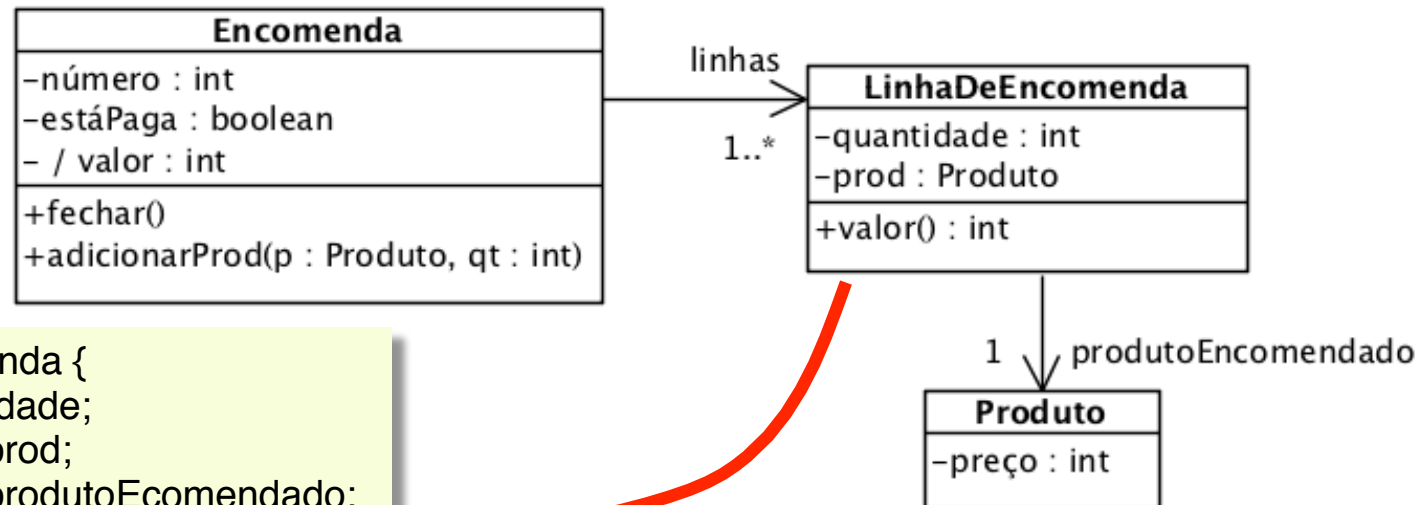 Encomenda
–número : int
–estáPaga : boolean
– / valor : int
+fechar()
+adicionarProd(p : Produto, qt : int)
linhas
1..*
LinhaDeEncomenda
–quantidade : int
–prod : Produto
+valor() : int
1
produtoEncomendado
Produto
–preço : int
nda {
dade;
prod;
produtoEcomendado;